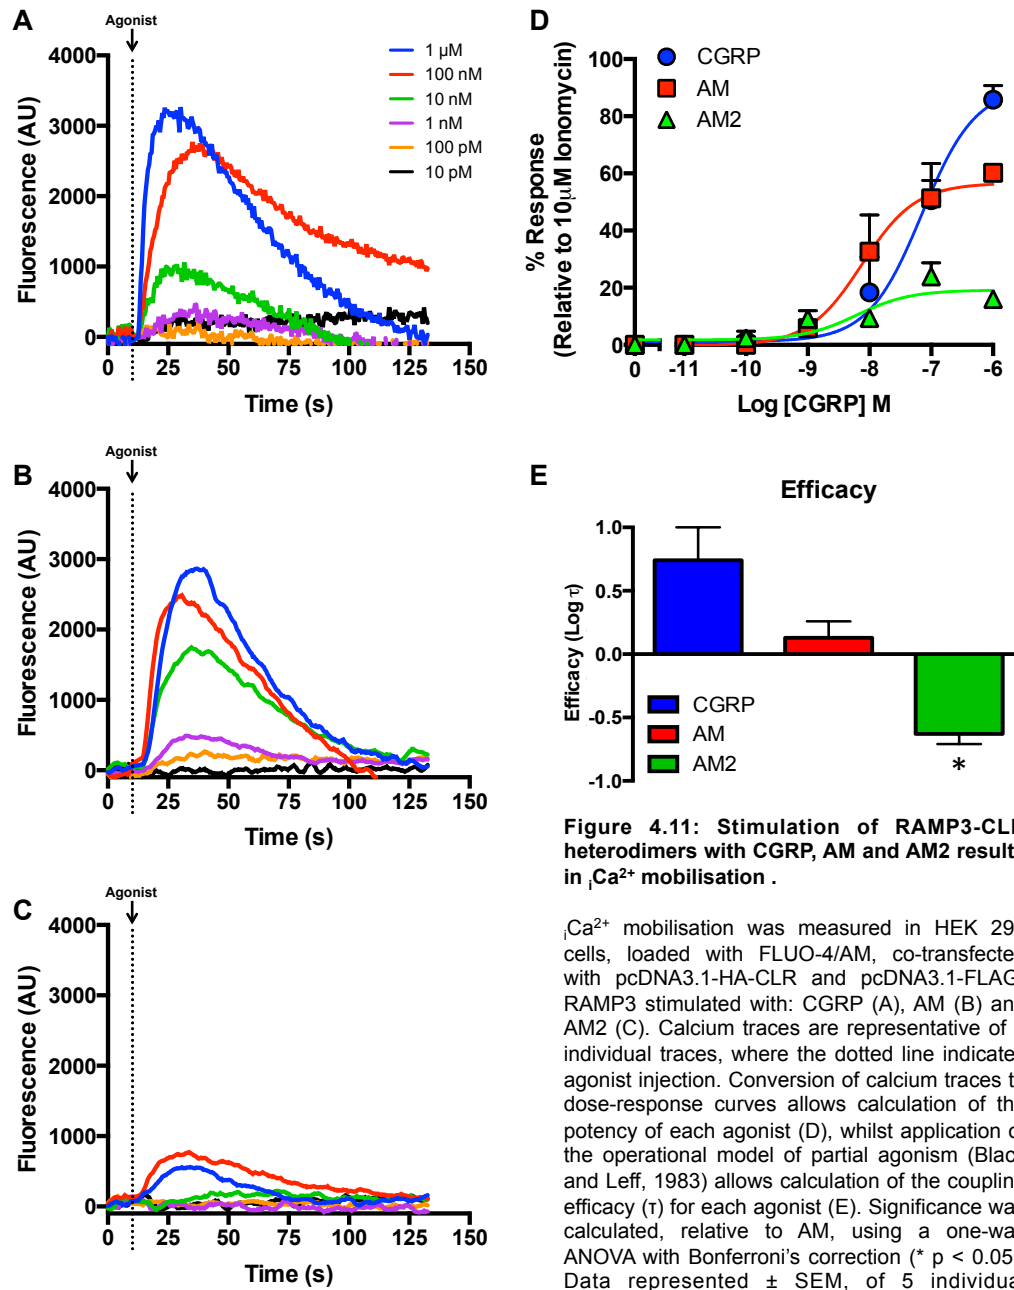 A
Agonist
4000
3000
2000
1000
0
Fluorescence (AU)
0 25 50 75 100 125 150
Time (s)
1 µM
100 nM
10 nM
1 nM
100 pM
10 pM
B
Agonist
4000
3000
2000
1000
0
Fluorescence (AU)
0 25 50 75 100 125 150
Time (s)
C
Agonist
4000
3000
2000
1000
0
Fluorescence (AU)
0 25 50 75 100 125 150
Time (s)
D
100
80
60
40
20
0
% Response
(Relative to 10µM Ionomycin)
CGRP
AM
AM2
0 -11 -10 -9 -8 -7 -6
Log [CGRP] M
E
Efficacy
1.0
0.5
0.0
-0.5
-1.0
Efficacy (Log τ)
CGRP
AM
AM2
*
Figure 4.11: Stimulation of RAMP3-CLR
heterodimers with CGRP, AM and AM2 result
in iCa2+ mobilisation .
iCa2+ mobilisation was measured in HEK 29
cells, loaded with FLUO-4/AM, co-transfecte
with pcDNA3.1-HA-CLR and pcDNA3.1-FLAG
RAMP3 stimulated with: CGRP (A), AM (B) an
AM2 (C). Calcium traces are representative of
individual traces, where the dotted line indicate
agonist injection. Conversion of calcium traces t
dose-response curves allows calculation of th
potency of each agonist (D), whilst application o
the operational model of partial agonism (Blac
and Leff, 1983) allows calculation of the couplin
efficacy (τ) for each agonist (E). Significance wa
calculated, relative to AM, using a one-wa
ANOVA with Bonferroni's correction (* p < 0.05
Data represented ± SEM, of 5 individua